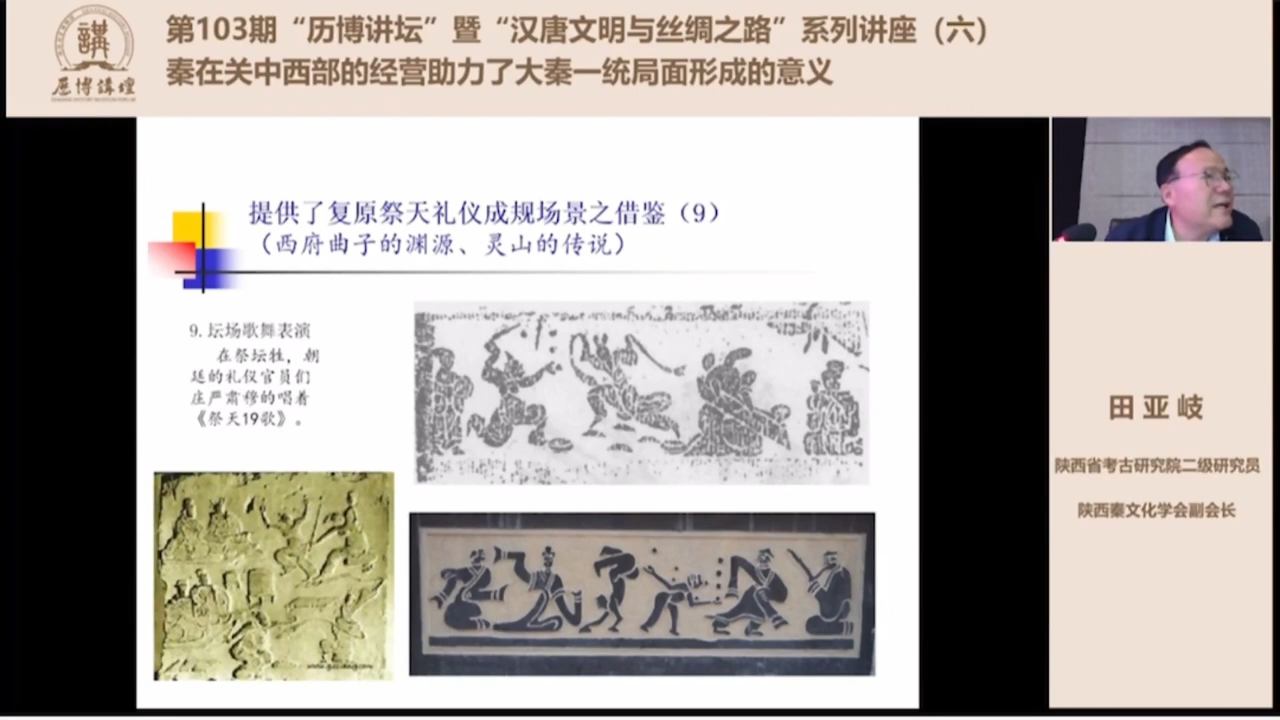 第103期“历博讲坛”暨“汉唐文明与丝绸之路”系列讲座（六）
秦在关中西部的经营助力了大秦一统局面形成的意义
講
历博講壇
提供了复原祭天礼仪成规场景之借鉴（9）
（西府曲子的渊源、灵山的传说）
9. 坛场歌舞表演
在祭坛牲，朝
廷的礼仪官员们
庄严肃穆的唱着
《祭天19歌》。
田亚岐
陕西省考古研究院二级研究员
陕西秦文化学会副会长